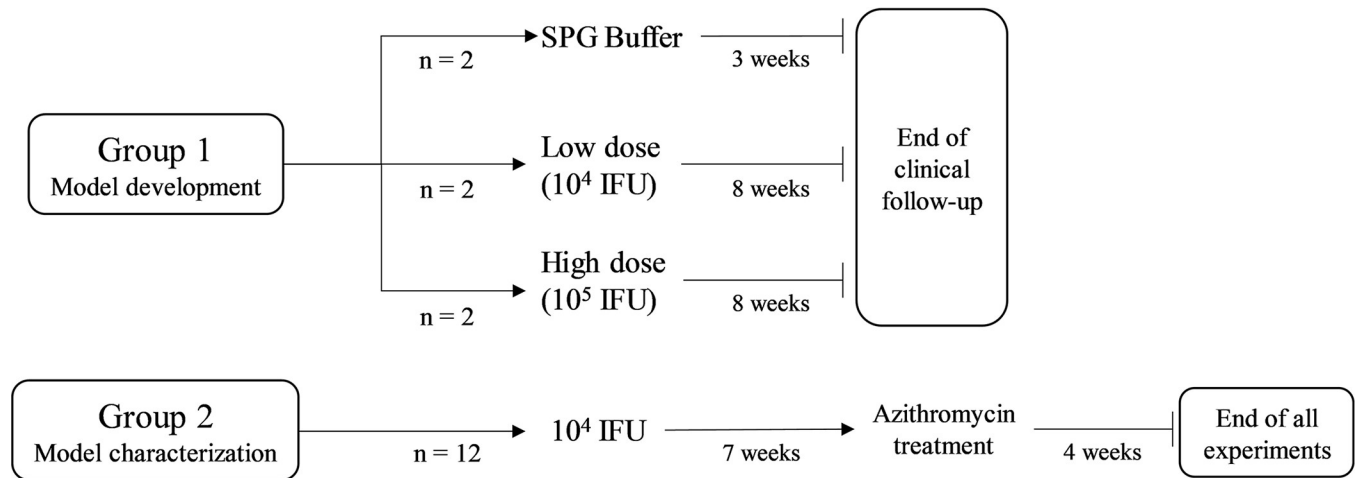 SPG Buffer
n = 2
3 weeks
Group 1
Model development
Low dose
(10⁴ IFU)
n = 2
8 weeks
End of
clinical
follow-up
High dose
(10⁵ IFU)
n = 2
8 weeks
Group 2
Model characterization
n = 12
10⁴ IFU
7 weeks
Azithromycin
treatment
4 weeks
End of all
experiments